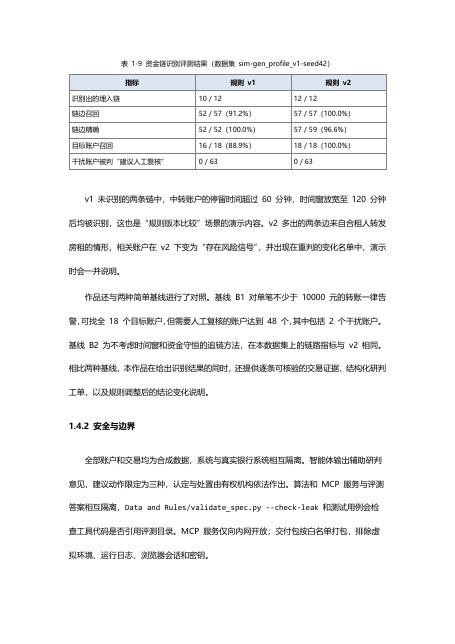 表 1-9 资金链识别评测结果（数据集 sim-gen_profile_v1-seed42）
指标 规则 v1 规则 v2
识别出的埋入链 10 / 12 12 / 12
链边召回 52 / 57（91.2%） 57 / 57（100.0%）
链边精确 52 / 52（100.0%） 57 / 59（96.6%）
目标账户召回 16 / 18（88.9%） 18 / 18（100.0%）
干扰账户被判“建议人工复核” 0 / 63 0 / 63
v1 未识别的两条链中，中转账户的停留时间超过 60 分钟，时间窗放宽至 120 分钟
后均被识别，这也是“规则版本比较”场景的演示内容。v2 多出的两条边来自合租人转发
房租的情形，相关账户在 v2 下变为“存在风险信号”，并出现在重判的变化名单中，演示
时会一并说明。
作品还与两种简单基线进行了对照。基线 B1 对单笔不少于 10000 元的转账一律告
警，可找全 18 个目标账户，但需要人工复核的账户达到 48 个，其中包括 2 个干扰账户。
基线 B2 为不考虑时间窗和资金守恒的追链方法，在本数据集上的链路指标与 v2 相同。
相比两种基线，本作品在给出识别结果的同时，还提供逐条可核验的交易证据、结构化研判
工单，以及规则调整后的结论变化说明。
1.4.2 安全与边界
全部账户和交易均为合成数据，系统与真实银行系统相互隔离。智能体输出辅助研判
意见，建议动作限定为三种，认定与处置由有权机构依法作出。算法和 MCP 服务与评测
答案相互隔离，Data and Rules/validate_spec.py --check-leak 和测试用例会检
查工具代码是否引用评测目录。MCP 服务仅向内网开放；交付包按白名单打包，排除虚
拟环境、运行日志、浏览器会话和密钥。